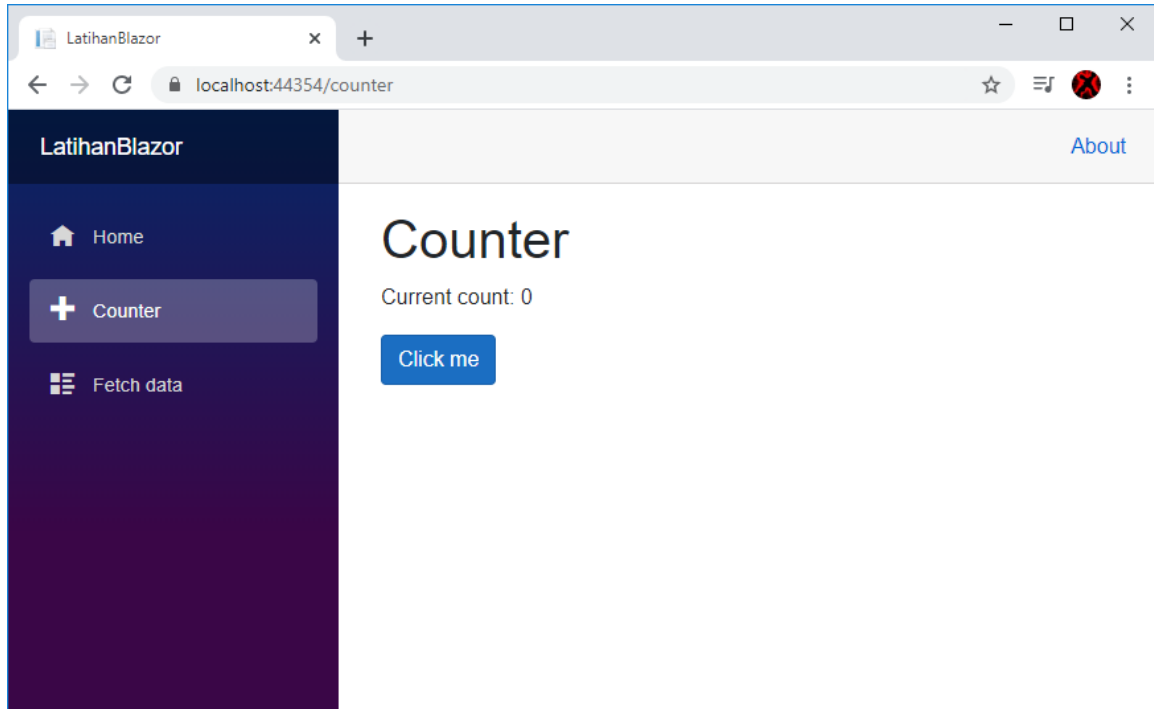 LatihanBlazor
localhost:44354/counter
LatihanBlazor
About
Home
Counter
Fetch data
Counter
Current count: 0
Click me